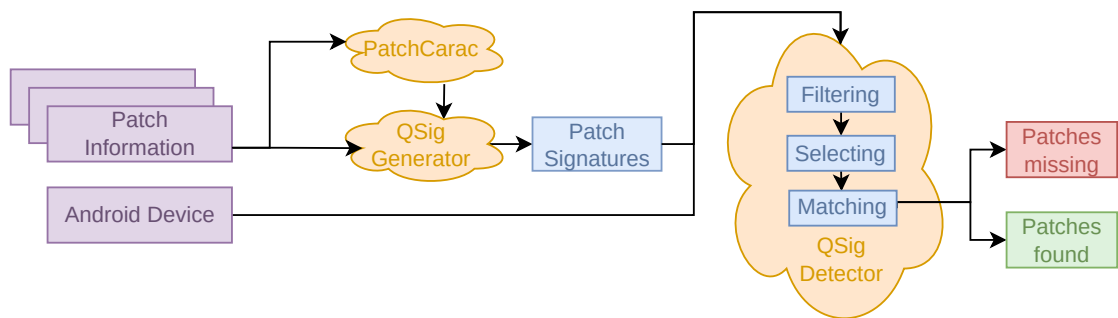 PatchCarac
Patch
Information
QSig
Generator
Patch
Signatures
Android Device
Filtering
Selecting
Matching
QSig
Detector
Patches
missing
Patches
found